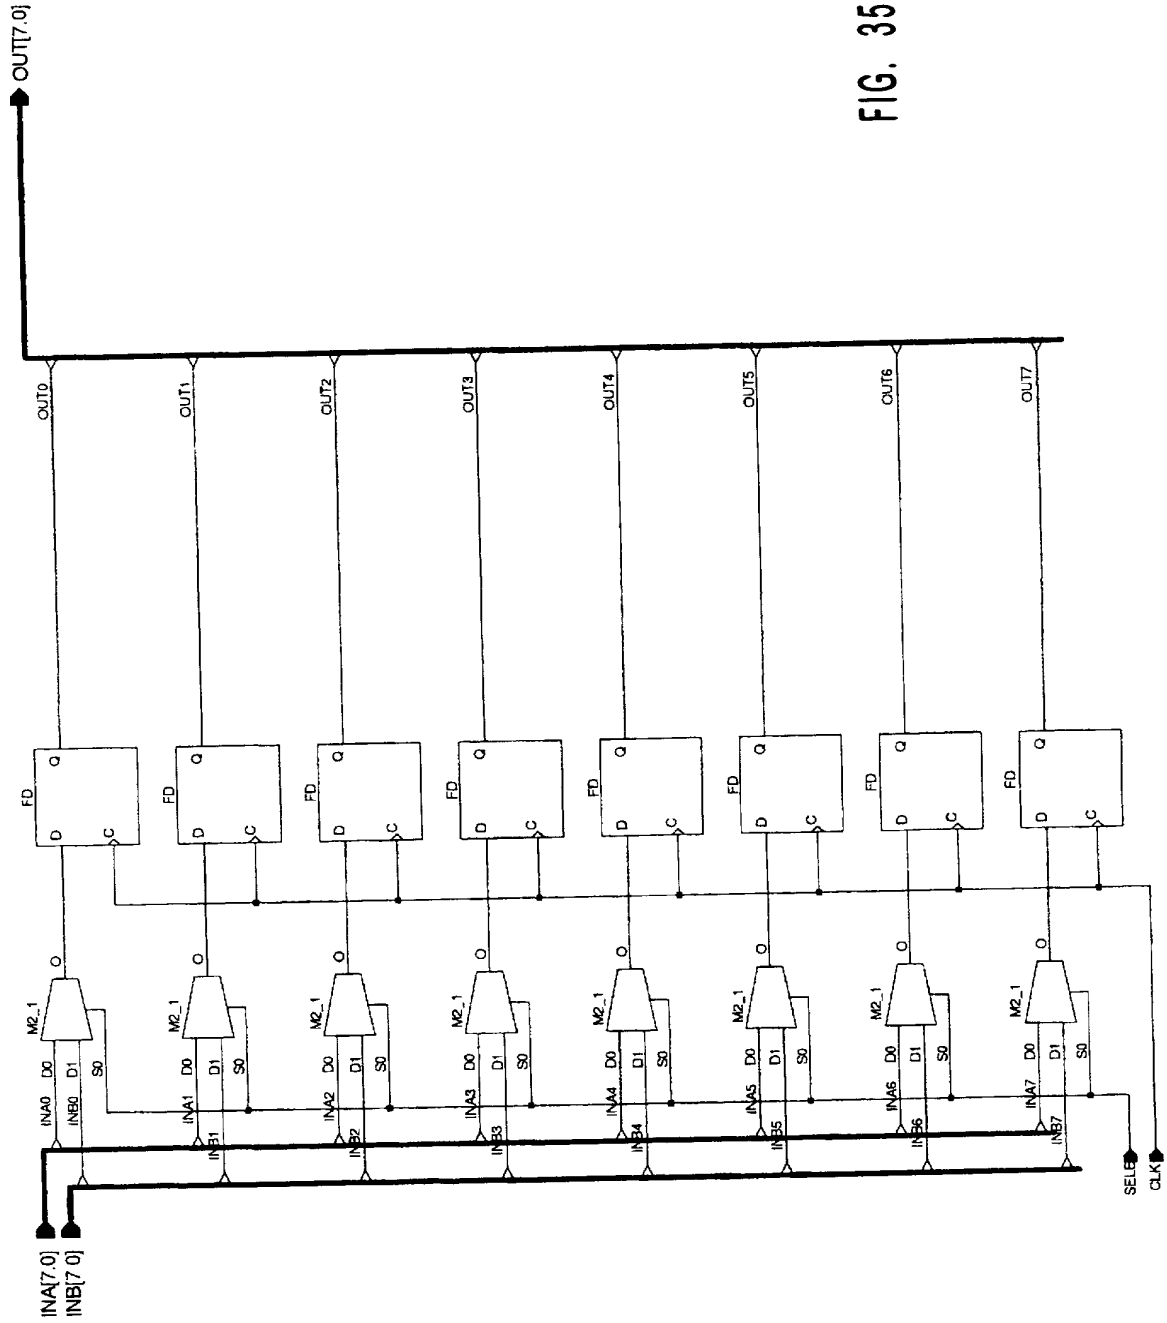 INA[7.0]
INB[7 0]
OUT[7.0]
INA0
D0
M2_1
O
INB0
D1
S0
D
FD
Q
C
OUT0
INA1
D0
M2_1
O
INB1
D1
S0
D
FD
Q
C
OUT1
INA2
D0
M2_1
O
INB2
D1
S0
D
FD
Q
C
OUT2
INA3
D0
M2_1
O
INB3
D1
S0
D
FD
Q
C
OUT3
INA4
D0
M2_1
O
INB4
D1
S0
D
FD
Q
C
OUT4
INA5
D0
M2_1
O
INB5
D1
S0
D
FD
Q
C
OUT5
INA6
D0
M2_1
O
INB6
D1
S0
D
FD
Q
C
OUT6
INA7
D0
M2_1
O
INB7
D1
S0
D
FD
Q
C
OUT7
SELB
CLK
FIG. 35